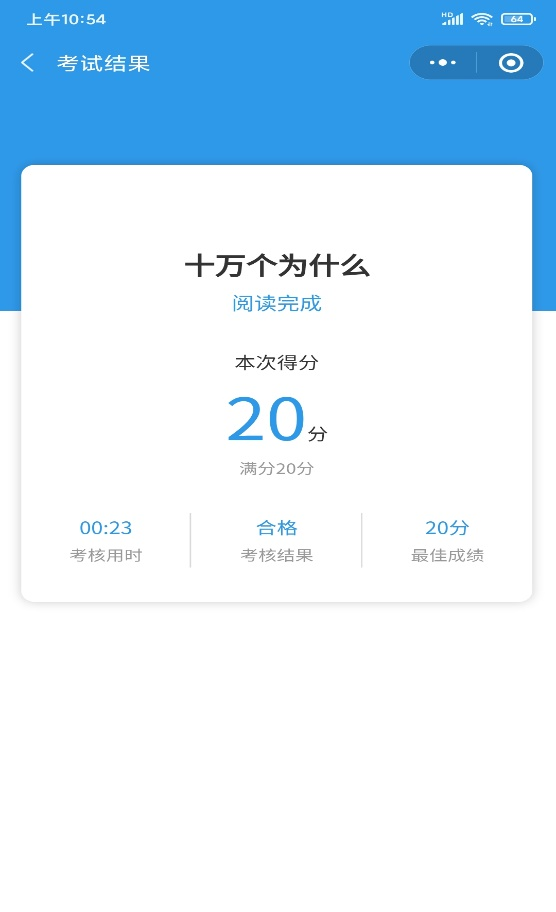 上午10:54
HD
64
考试结果
十万个为什么
阅读完成
本次得分
20分
满分20分
00:23
考核用时
合格
考核结果
20分
最佳成绩